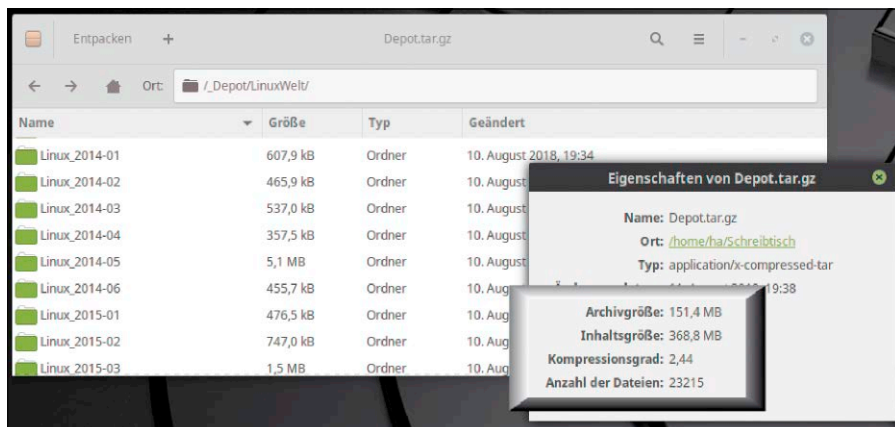 Entpacken + Depot.tar.gz
Ort: /_Depot/LinuxWelt/
Name Größe Typ Geändert
Linux_2014-01 607,9 kB Ordner 10. August 2018, 19:34
Linux_2014-02 465,9 kB Ordner 10. August
Linux_2014-03 537,0 kB Ordner 10. August
Linux_2014-04 357,5 kB Ordner 10. August
Linux_2014-05 5,1 MB Ordner 10. August
Linux_2014-06 455,7 kB Ordner 10. August
Linux_2015-01 476,5 kB Ordner 10. Aug
Linux_2015-02 747,0 kB Ordner 10. Aug
Linux_2015-03 1,5 MB Ordner 10. Aug
Eigenschaften von Depot.tar.gz
Name: Depot.tar.gz
Ort: /home/ha/Schreibtisch
Typ: application/x-compressed-tar
19:38
Archivgröße: 151,4 MB
Inhaltsgröße: 368,8 MB
Kompressionsgrad: 2,44
Anzahl der Dateien: 23215